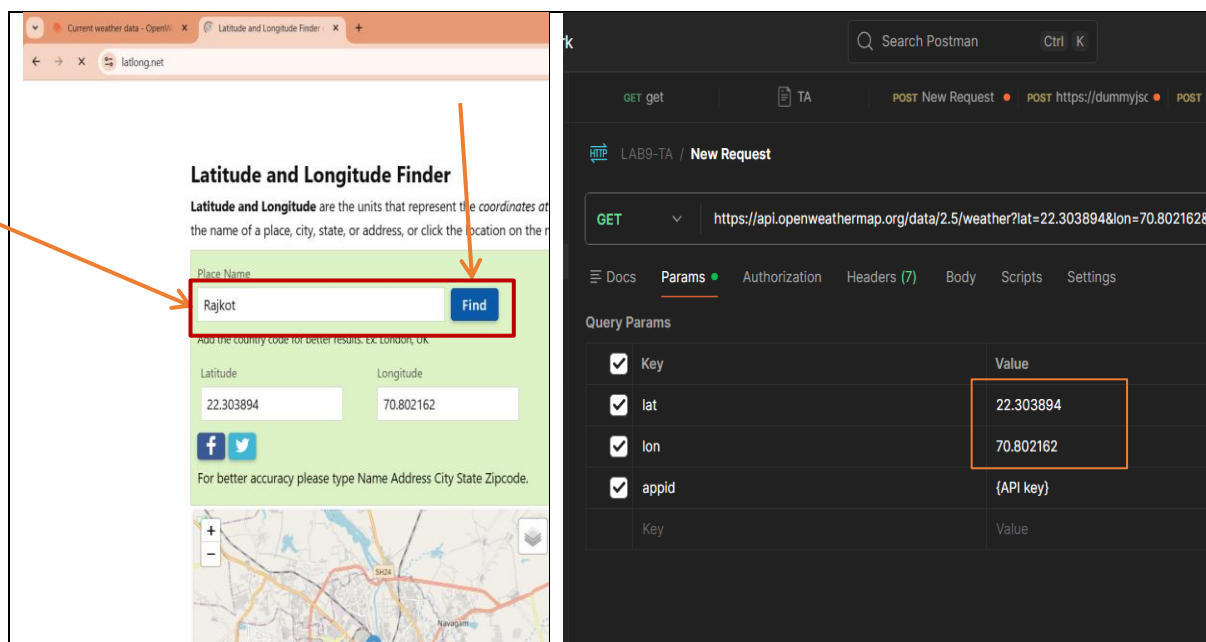 Current weather data - OpenW
Latitude and Longitude Finder
latlong.net
Latitude and Longitude Finder
Latitude and Longitude are the units that represent the coordinates at
the name of a place, city, state, or address, or click the location on the
Place Name
Rajkot
Find
Add the country code for better results. Ex: London, UK
Latitude
Longitude
22.303894
70.802162
For better accuracy please type Name Address City State Zipcode.
+
−
SH24
Navagam
rk
Search Postman
Ctrl K
GET get
TA
POST New Request
POST https://dummyjsc
POST
HTTP LAB9-TA / New Request
GET
https://api.openweathermap.org/data/2.5/weather?lat=22.303894&lon=70.802162&
Docs Params Authorization Headers (7) Body Scripts Settings
Query Params
Key Value
lat 22.303894
lon 70.802162
appid {API key}
Key Value